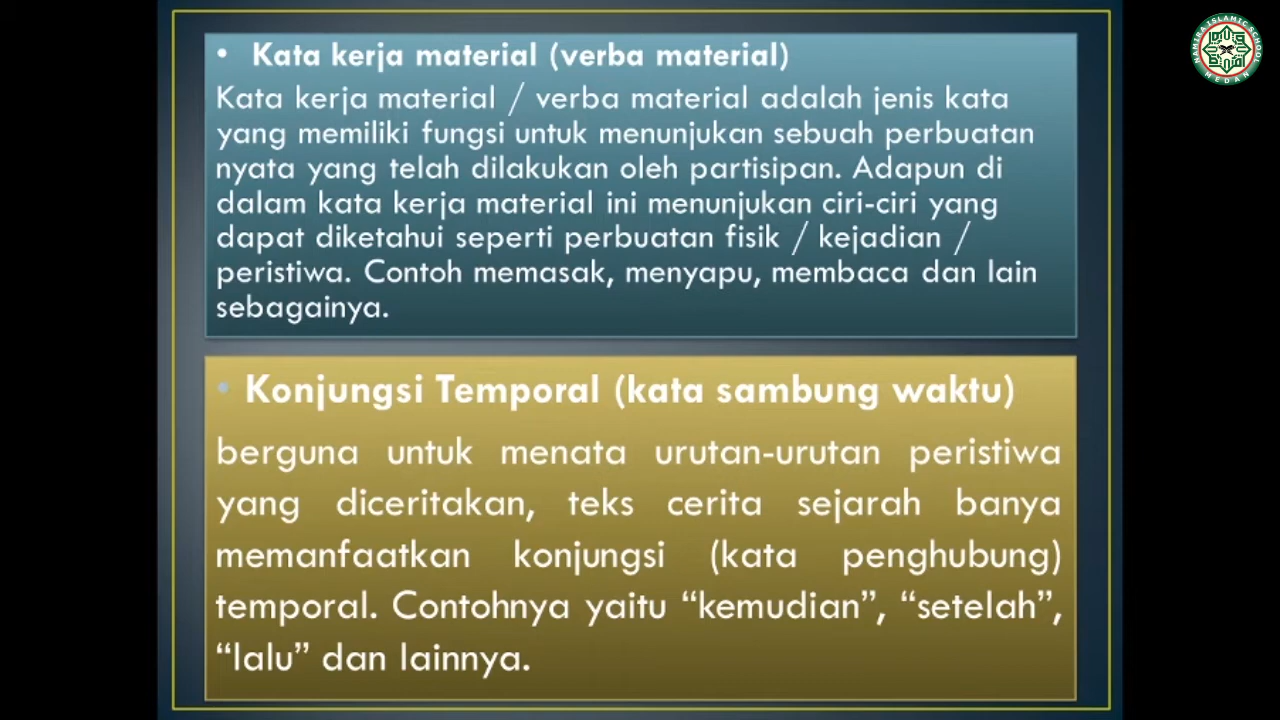 • Kata kerja material (verba material)
Kata kerja material / verba material adalah jenis kata
yang memiliki fungsi untuk menunjukan sebuah perbuatan
nyata yang telah dilakukan oleh partisipan. Adapun di
dalam kata kerja material ini menunjukan ciri-ciri yang
dapat diketahui seperti perbuatan fisik / kejadian /
peristiwa. Contoh memasak, menyapu, membaca dan lain
sebagainya.
• Konjungsi Temporal (kata sambung waktu)
berguna untuk menata urutan-urutan peristiwa
yang diceritakan, teks cerita sejarah banya
memanfaatkan konjungsi (kata penghubung)
temporal. Contohnya yaitu “kemudian”, “setelah”,
“lalu” dan lainnya.
NAMIRA ISLAMIC SCHOOL
MEDAN